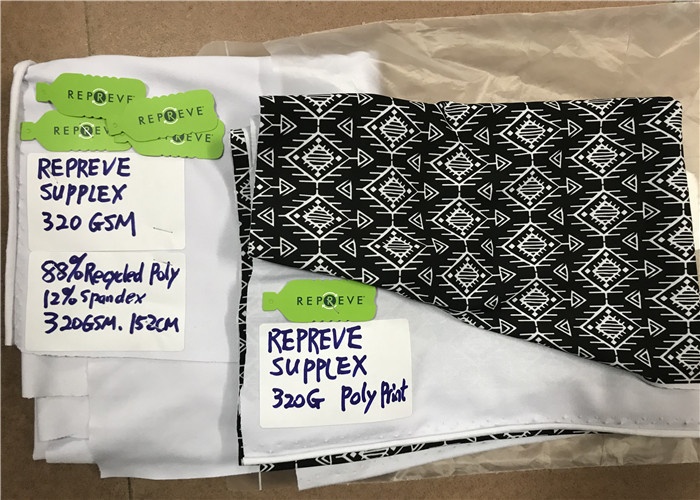 REPREVE
REPREVE
REPREVE
REVE
REPREVE
SUPPLEX
320 GSM
88% Recycled Poly
12% Spandex
320GSM. 152CM
REPREVE
REPREVE
SUPPLEX
320G Poly Print